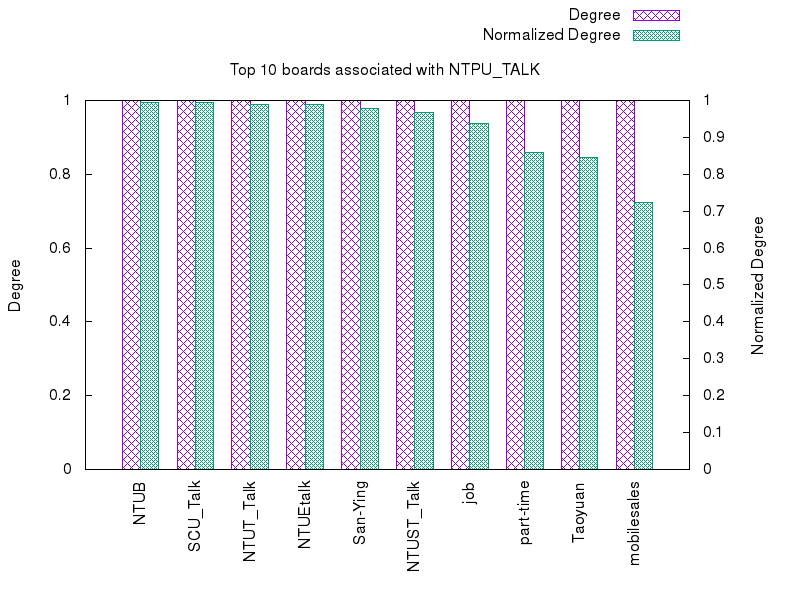 Degree
Normalized Degree
Top 10 boards associated with NTPU_TALK
1
0.8
0.6
0.4
0.2
0
Degree
1
0.9
0.8
0.7
0.6
0.5
0.4
0.3
0.2
0.1
0
Normalized Degree
NTUB
SCU_Talk
NTUT_Talk
NTUEtalk
San-Ying
NTUST_Talk
job
part-time
Taoyuan
mobilesales